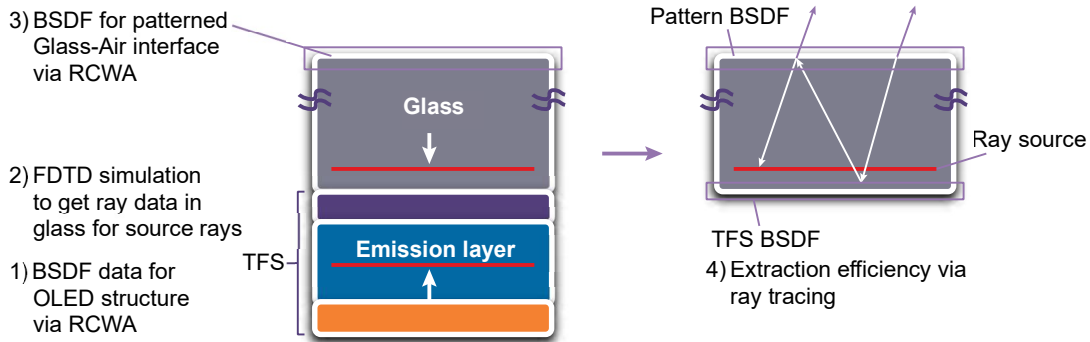 3) BSDF for patterned
Glass-Air interface
via RCWA
Glass
2) FDTD simulation
to get ray data in
glass for source rays
TFS
Emission layer
1) BSDF data for
OLED structure
via RCWA
Pattern BSDF
Ray source
TFS BSDF
4) Extraction efficiency via
ray tracing